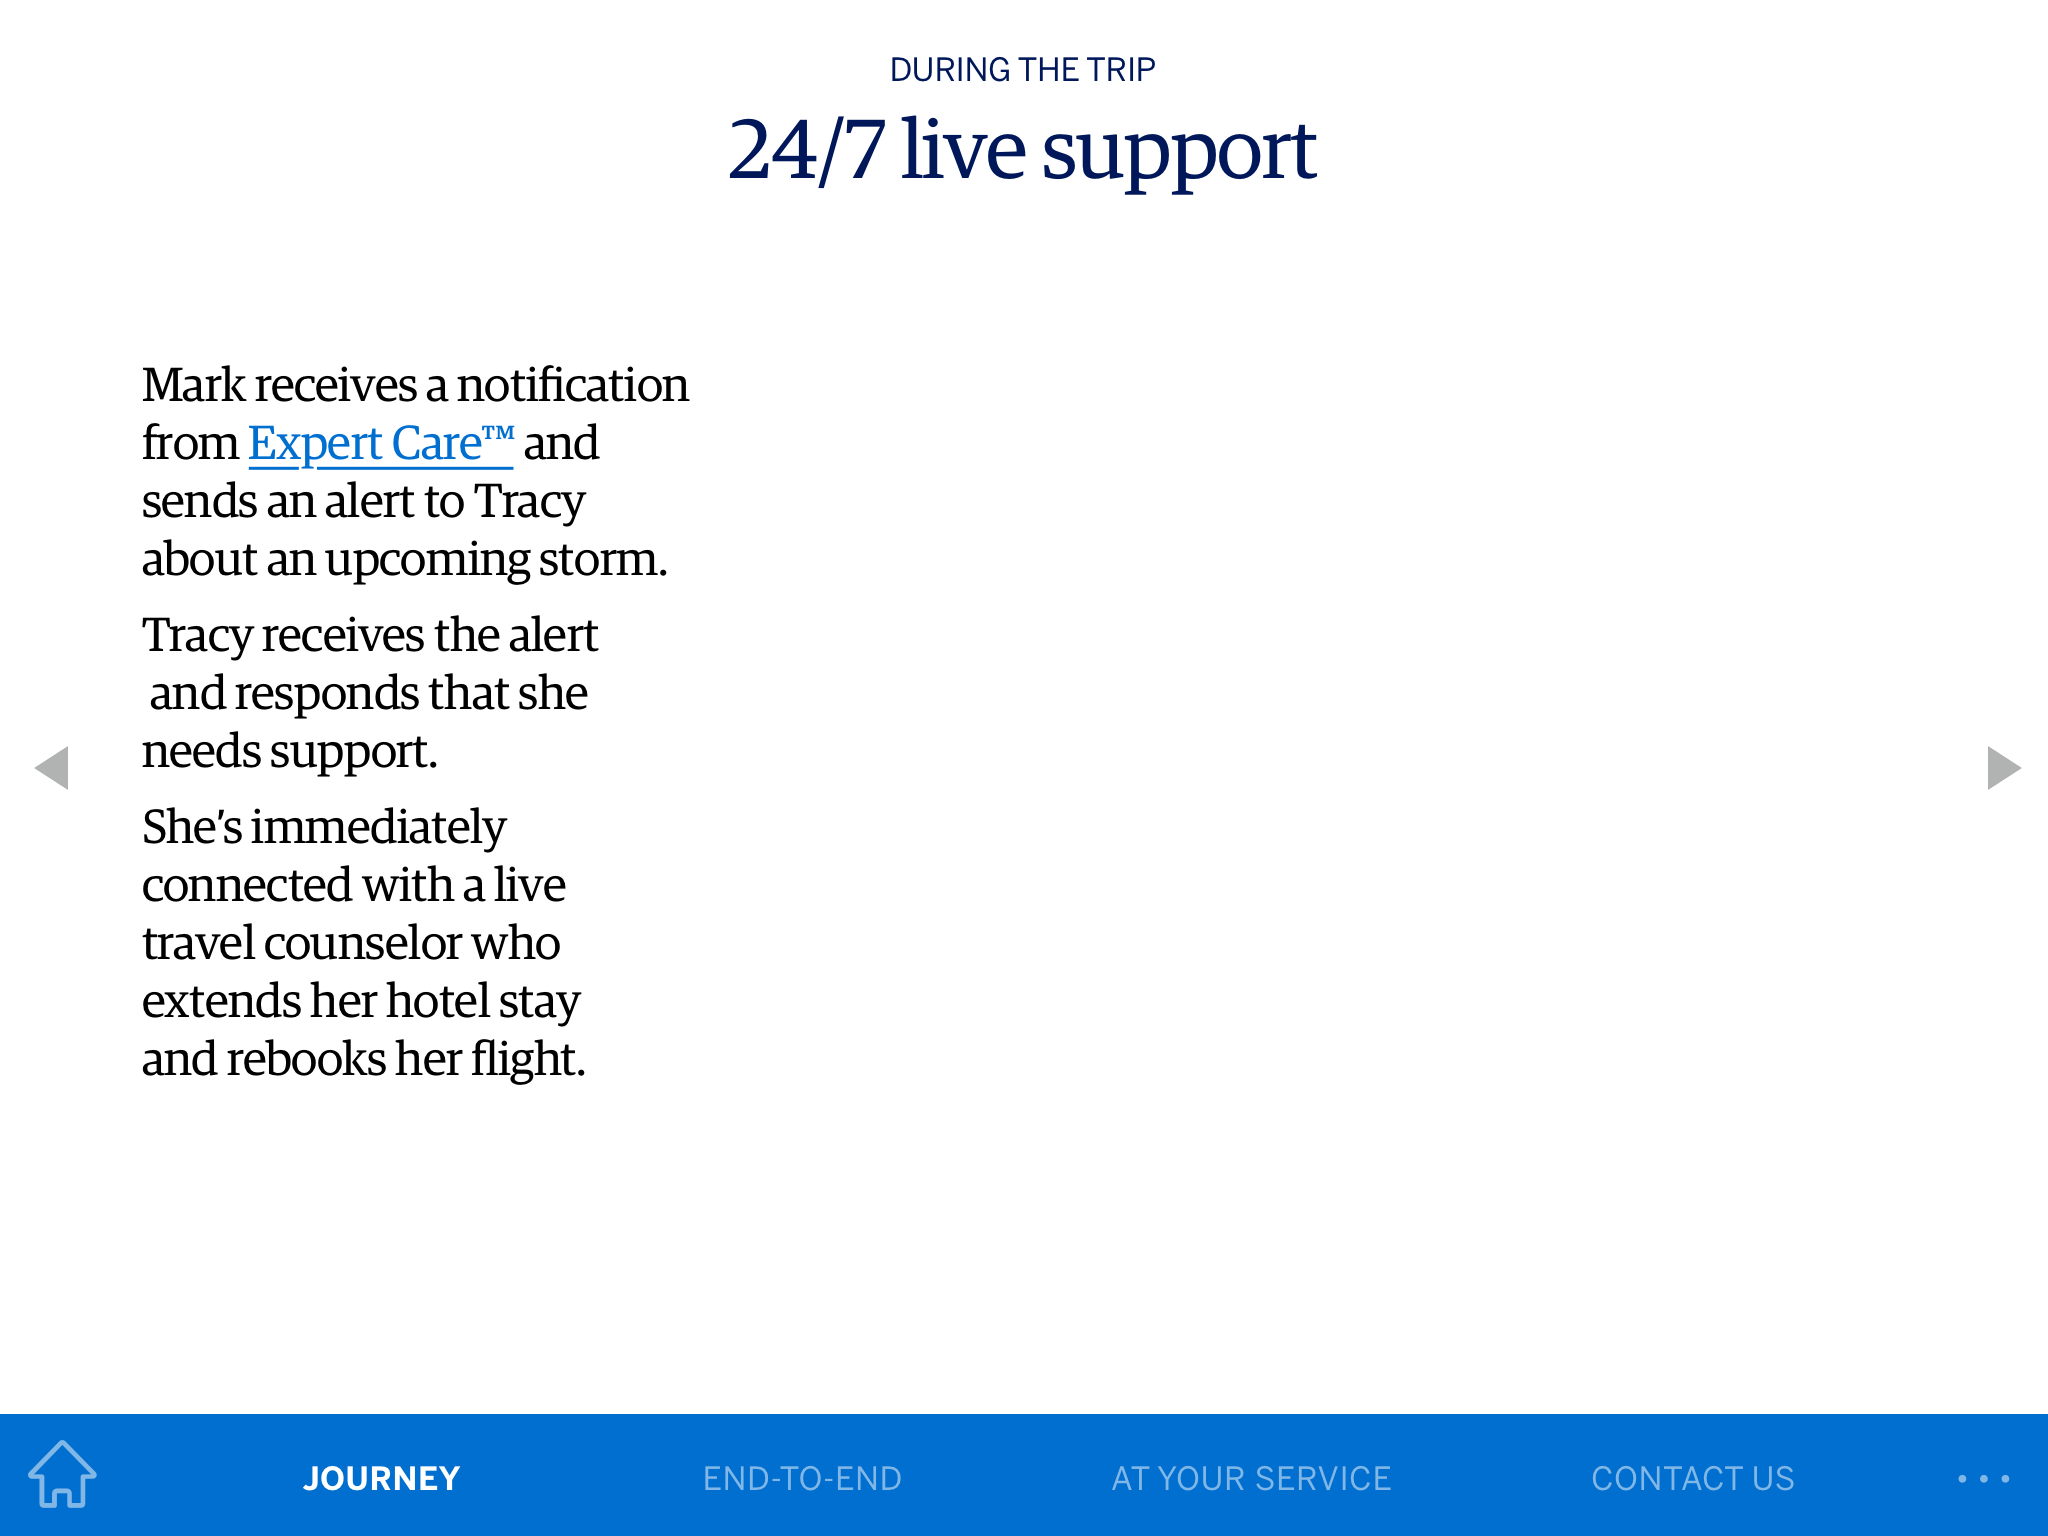 DURING THE TRIP
24/7 live support
Mark receives a notification
from Expert Care™ and
sends an alert to Tracy
about an upcoming storm.
Tracy receives the alert
and responds that she
needs support.
She’s immediately
connected with a live
travel counselor who
extends her hotel stay
and rebooks her flight.
JOURNEY
END-TO-END
AT YOUR SERVICE
CONTACT US